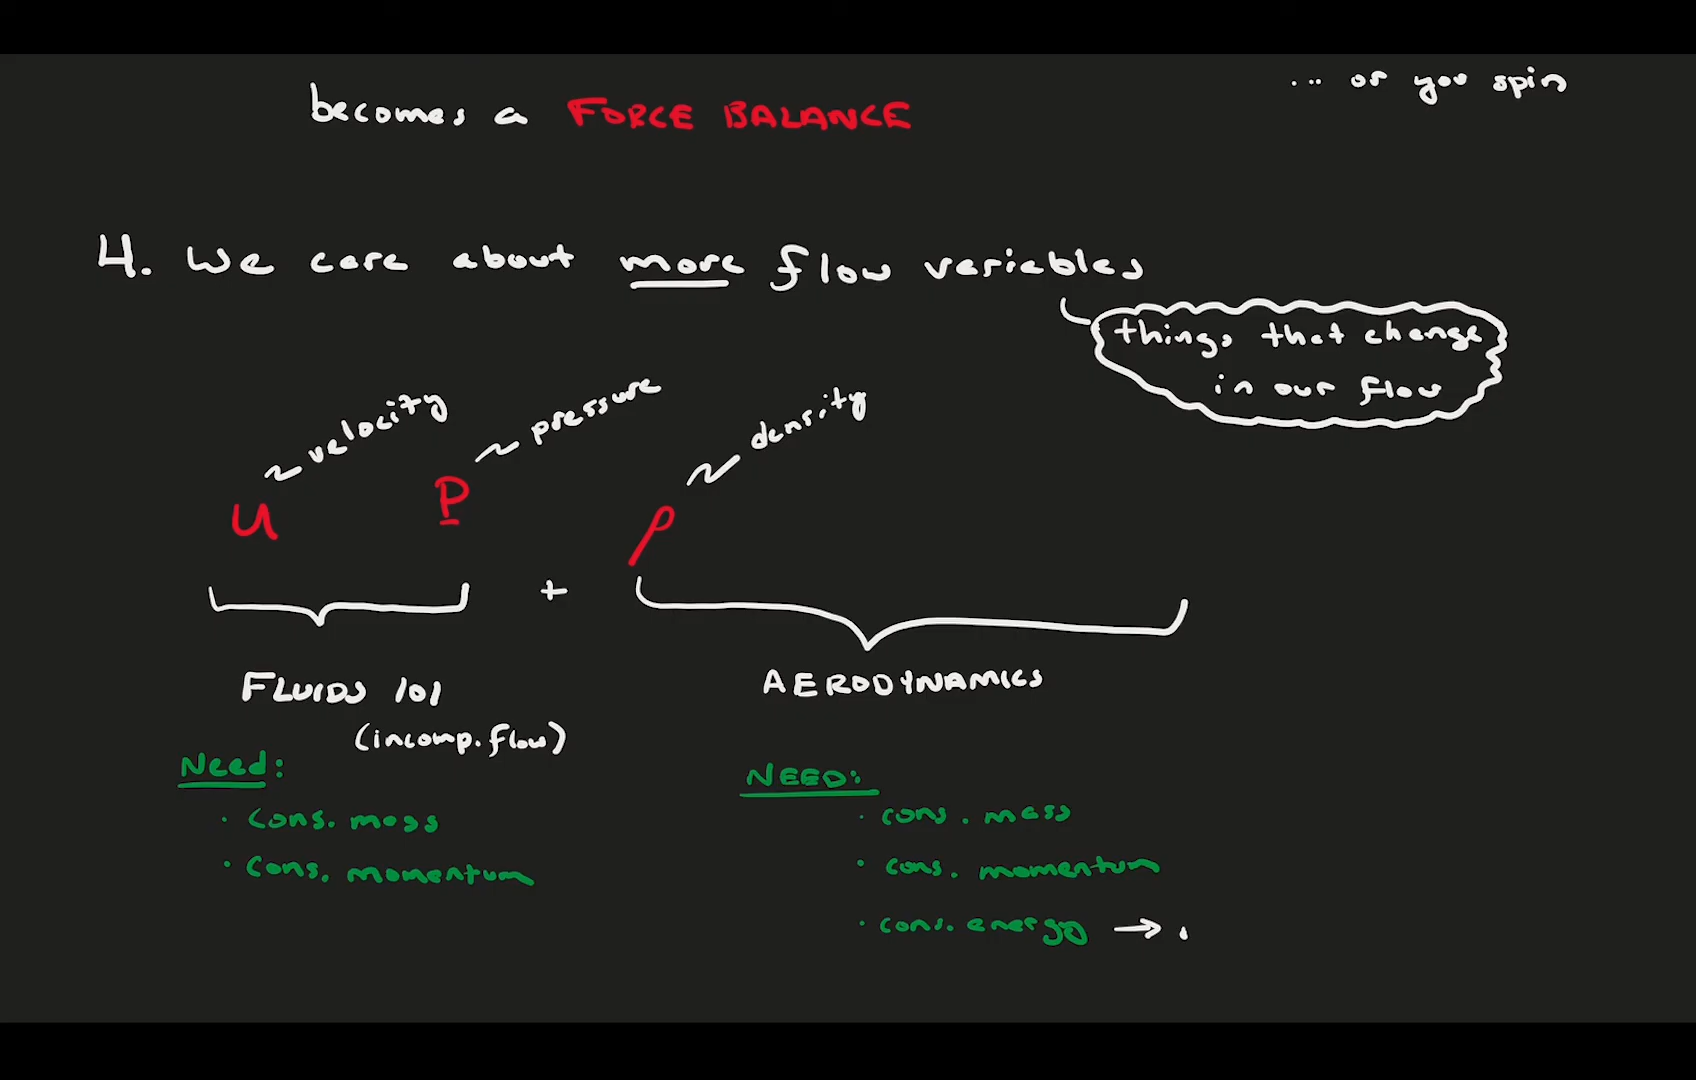 ... or you spin
becomes a FORCE BALANCE
4. We care about more flow variables
things that change
in our flow
velocity
pressure
density
u P ρ
+
FLUIDS 101
(incomp. flow)
AERODYNAMICS
Need:
· cons. mass
· cons. momentum
NEED:
· cons. mass
· cons. momentum
· cons. energy →